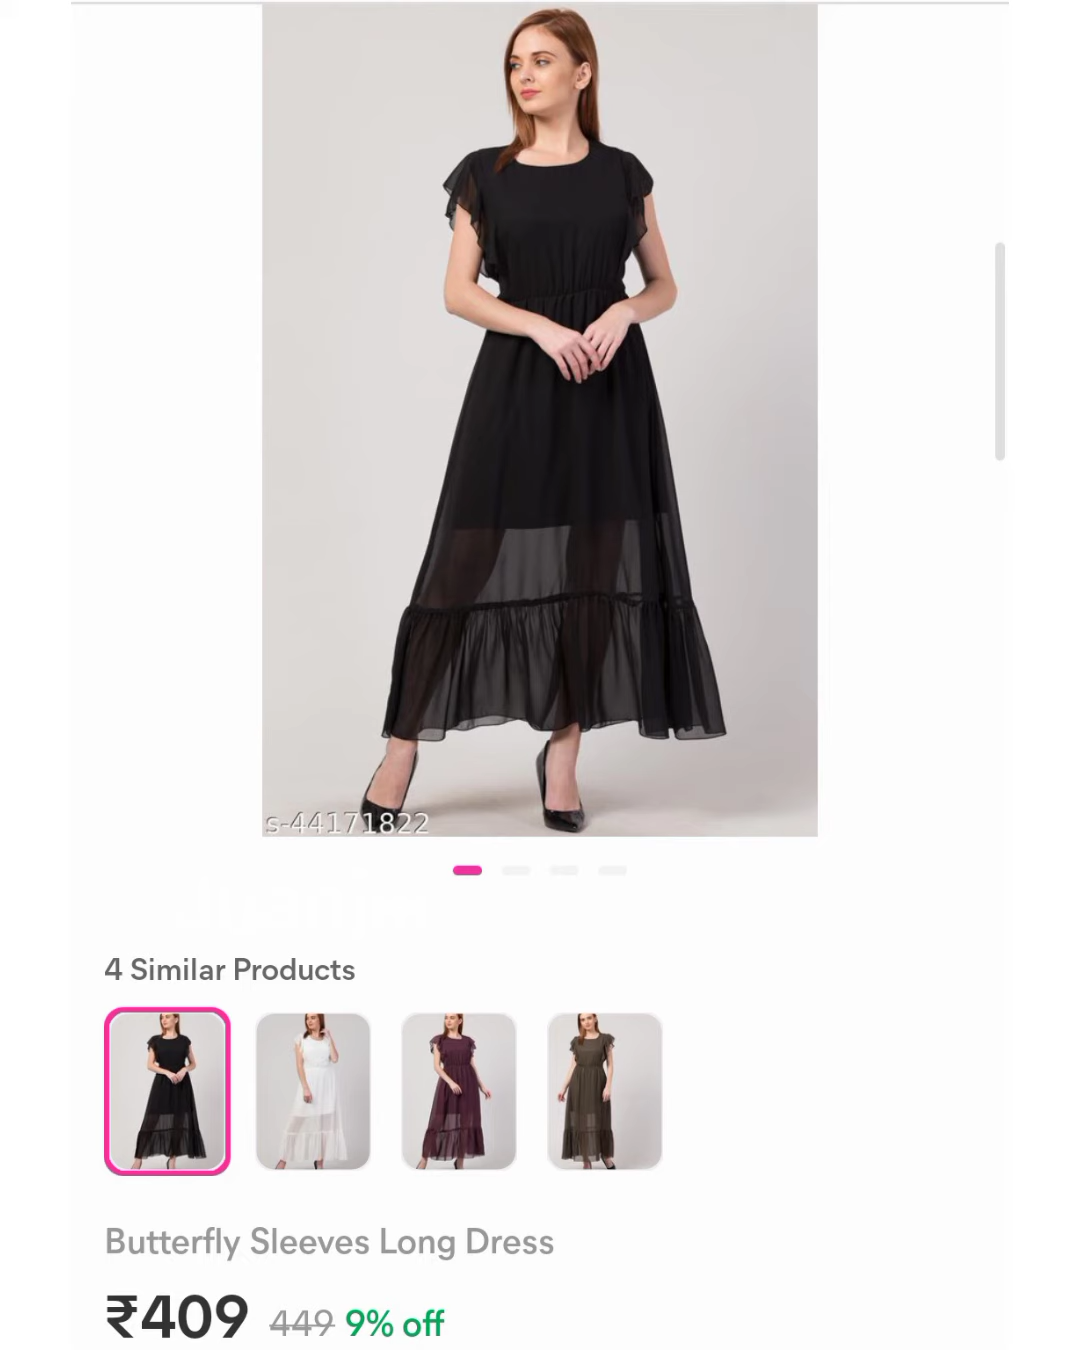 s-44171822
4 Similar Products
Butterfly Sleeves Long Dress
₹409 449 9% off